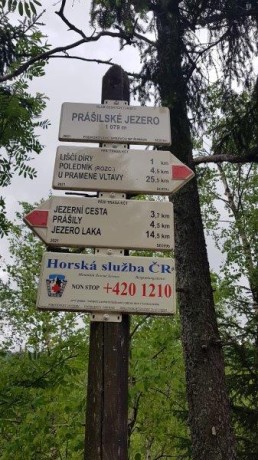 PRÁŠILSKÉ JEZERO
1 079 m
LIŠČÍ DÍRY 1 km
POLEDNÍK (ROZC.) 4,5 km
U PRAMENE VLTAVY 25,5 km
JEZERNÍ CESTA 3,7 km
PRÁŠILY 4,5 km
JEZERO LAKA 14,5 km
Horská služba ČR
NON STOP +420 1210